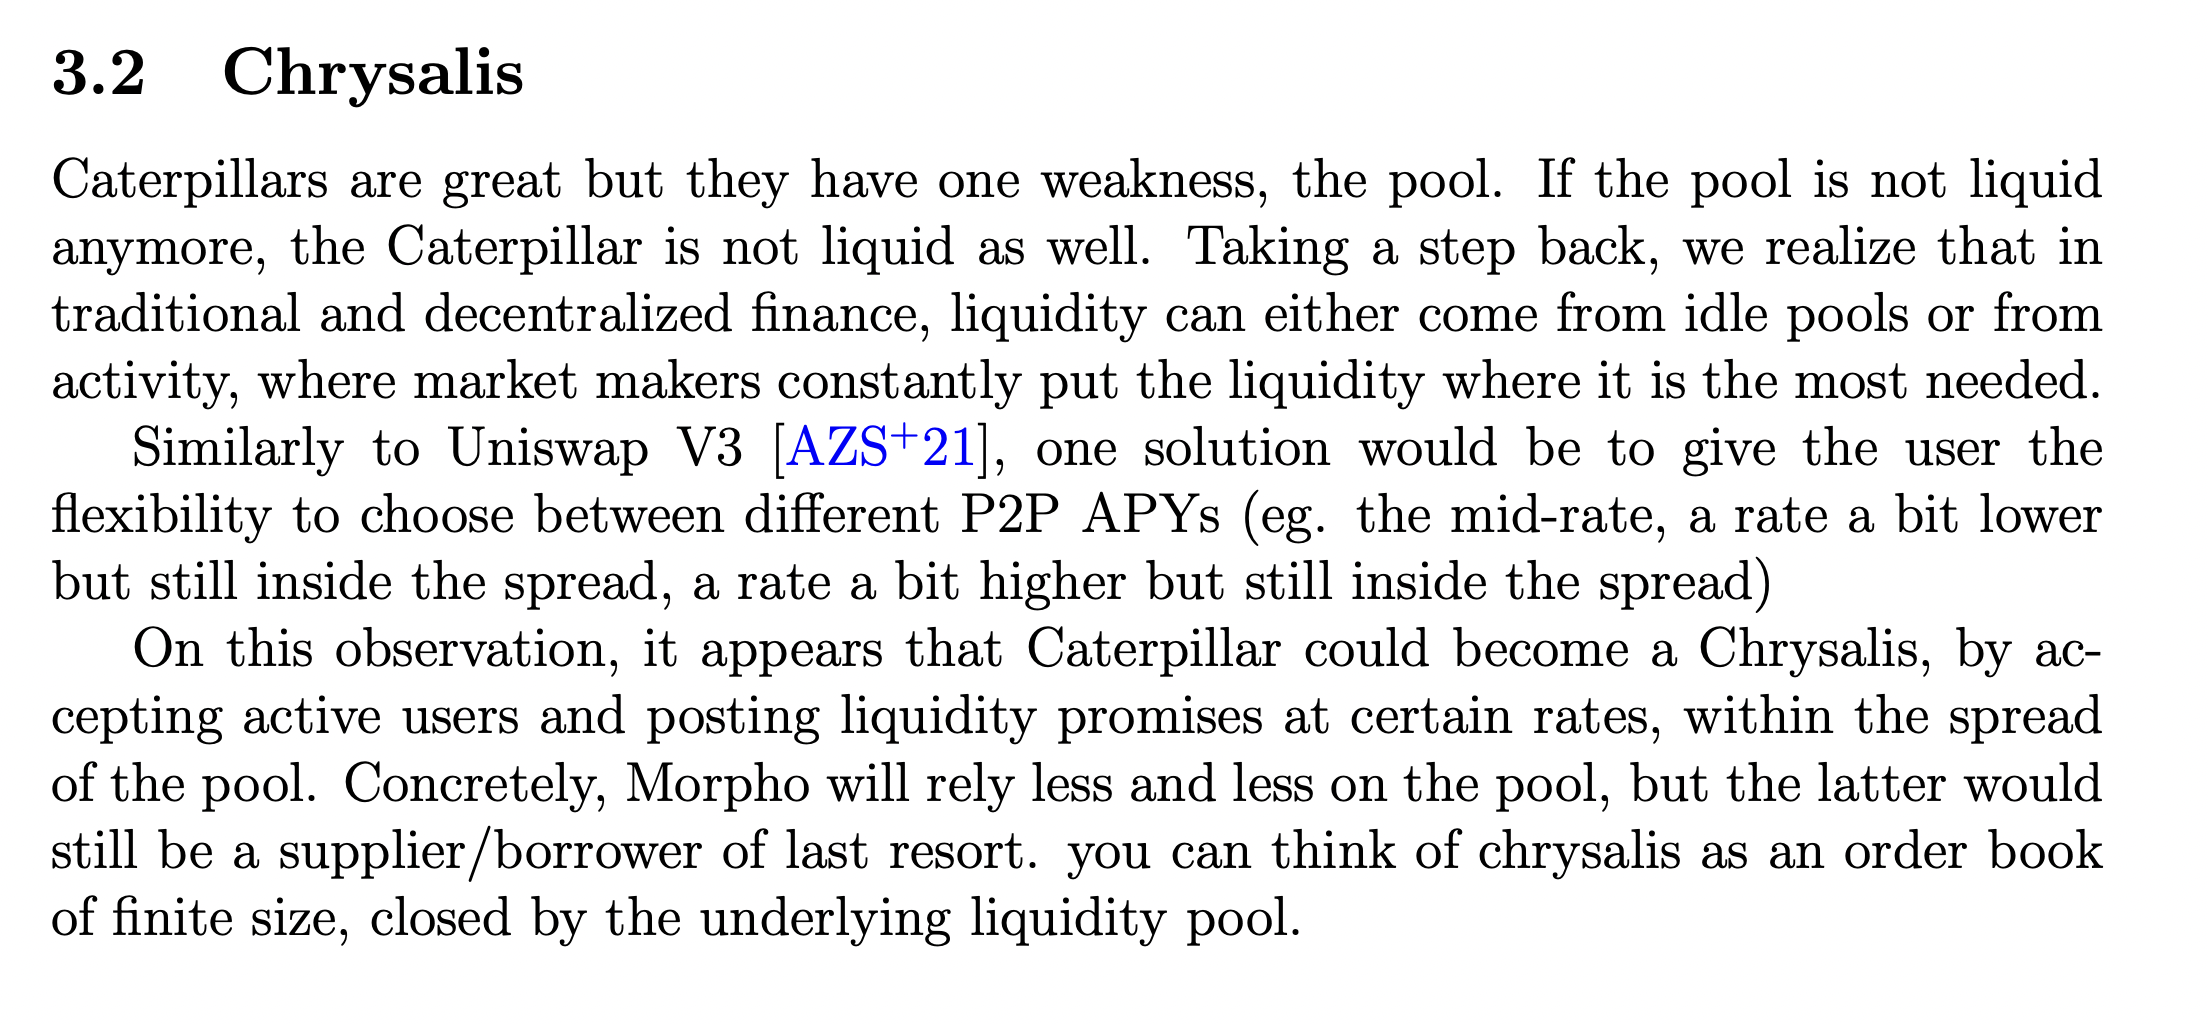 3.2 Chrysalis
Caterpillars are great but they have one weakness, the pool. If the pool is not liquid
anymore, the Caterpillar is not liquid as well. Taking a step back, we realize that in
traditional and decentralized finance, liquidity can either come from idle pools or from
activity, where market makers constantly put the liquidity where it is the most needed.
Similarly to Uniswap V3 [AZS+21], one solution would be to give the user the
flexibility to choose between different P2P APYs (eg. the mid-rate, a rate a bit lower
but still inside the spread, a rate a bit higher but still inside the spread)
On this observation, it appears that Caterpillar could become a Chrysalis, by ac-
cepting active users and posting liquidity promises at certain rates, within the spread
of the pool. Concretely, Morpho will rely less and less on the pool, but the latter would
still be a supplier/borrower of last resort. you can think of chrysalis as an order book
of finite size, closed by the underlying liquidity pool.